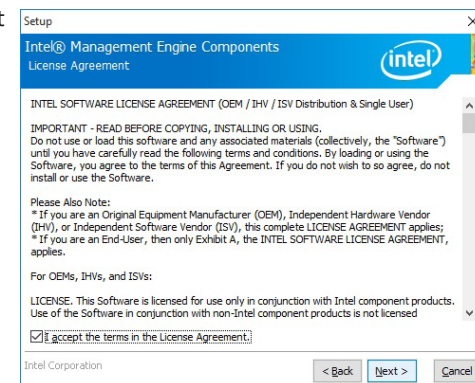 t
Setup
Intel® Management Engine Components
License Agreement
intel
INTEL SOFTWARE LICENSE AGREEMENT (OEM / IHV / ISV Distribution & Single User)
IMPORTANT - READ BEFORE COPYING, INSTALLING OR USING.
Do not use or load this software and any associated materials (collectively, the "Software")
until you have carefully read the following terms and conditions. By loading or using the
Software, you agree to the terms of this Agreement. If you do not wish to so agree, do not
install or use the Software.
Please Also Note:
* If you are an Original Equipment Manufacturer (OEM), Independent Hardware Vendor
(IHV), or Independent Software Vendor (ISV), this complete LICENSE AGREEMENT applies;
* If you are an End-User, then only Exhibit A, the INTEL SOFTWARE LICENSE AGREEMENT,
applies.
For OEMs, IHVs, and ISVs:
LICENSE. This Software is licensed for use only in conjunction with Intel component products.
Use of the Software in conjunction with non-Intel component products is not licensed
I accept the terms in the License Agreement.
Intel Corporation
< Back
Next >
Cancel